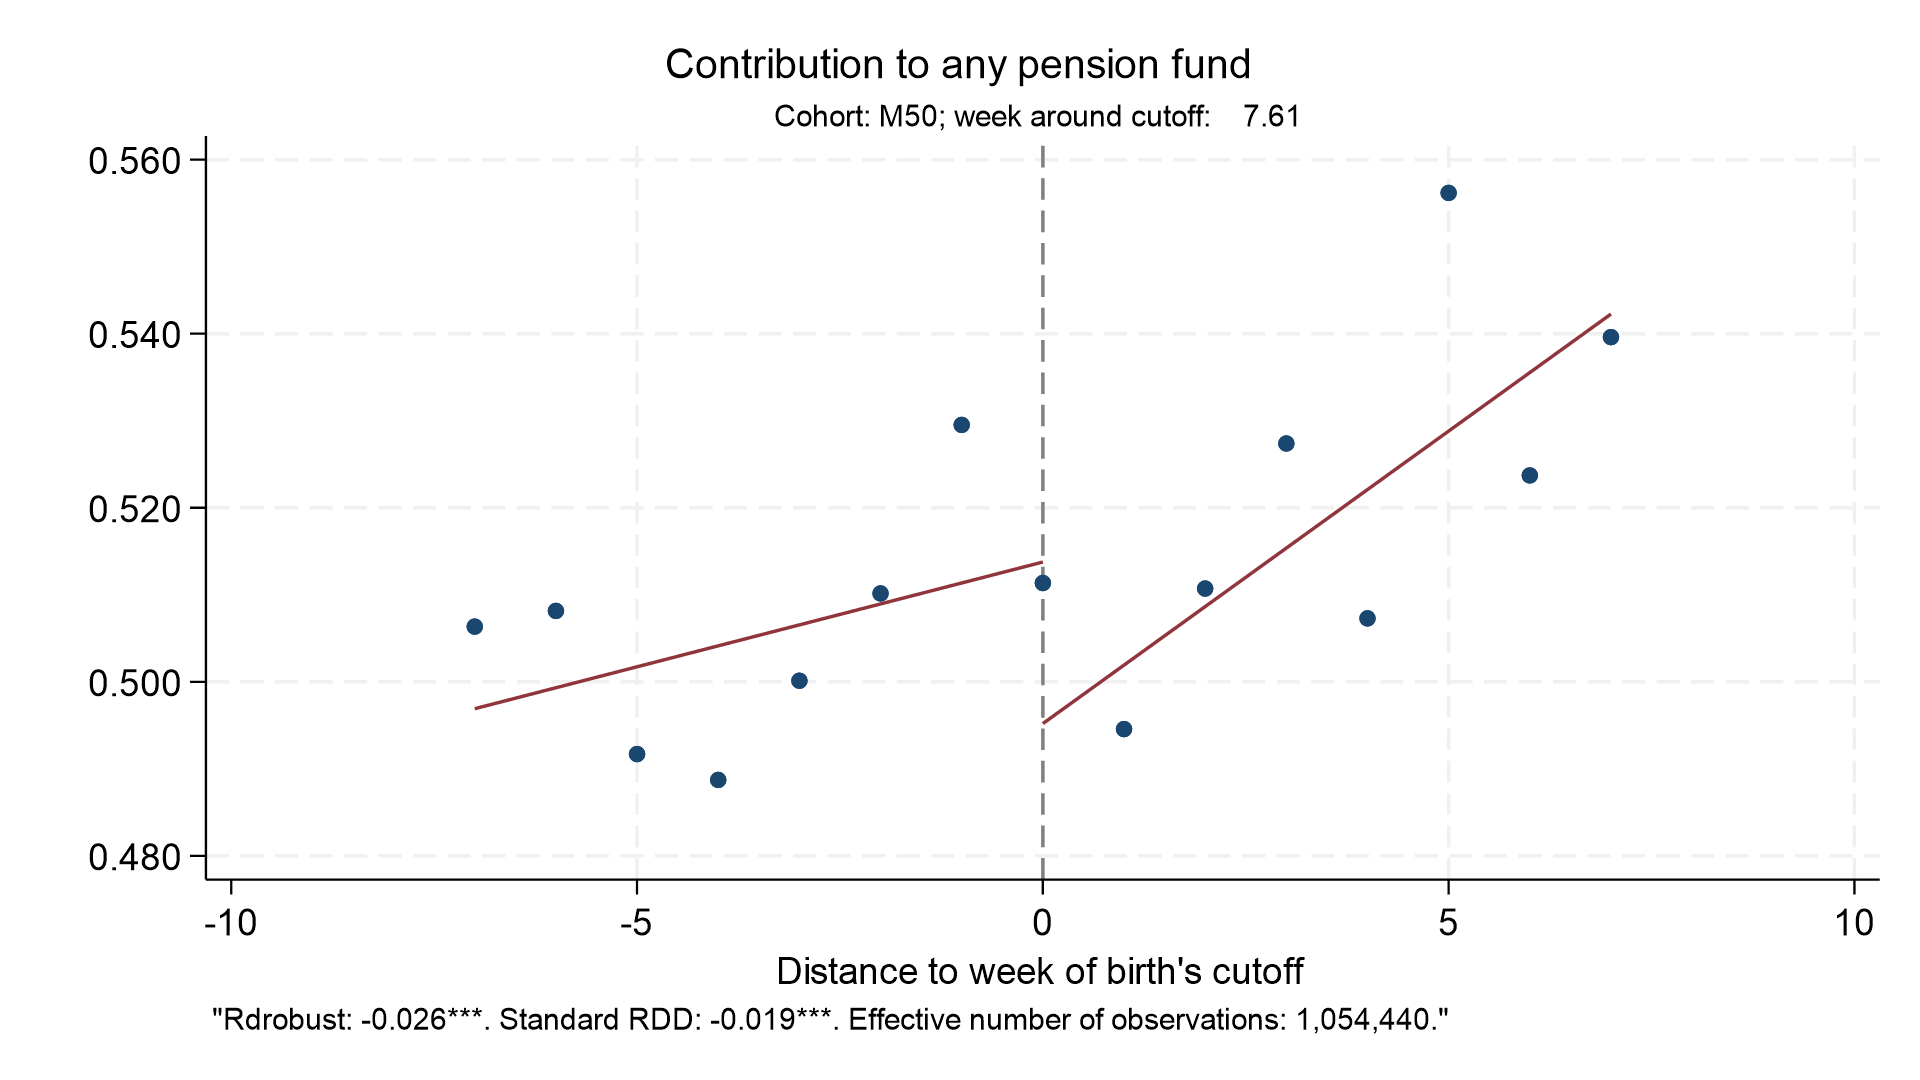 Contribution to any pension fund
Cohort: M50; week around cutoff: 7.61
0.560
0.540
0.520
0.500
0.480
-10 -5 0 5 10
Distance to week of birth's cutoff
"Rdrobust: -0.026***. Standard RDD: -0.019***. Effective number of observations: 1,054,440."